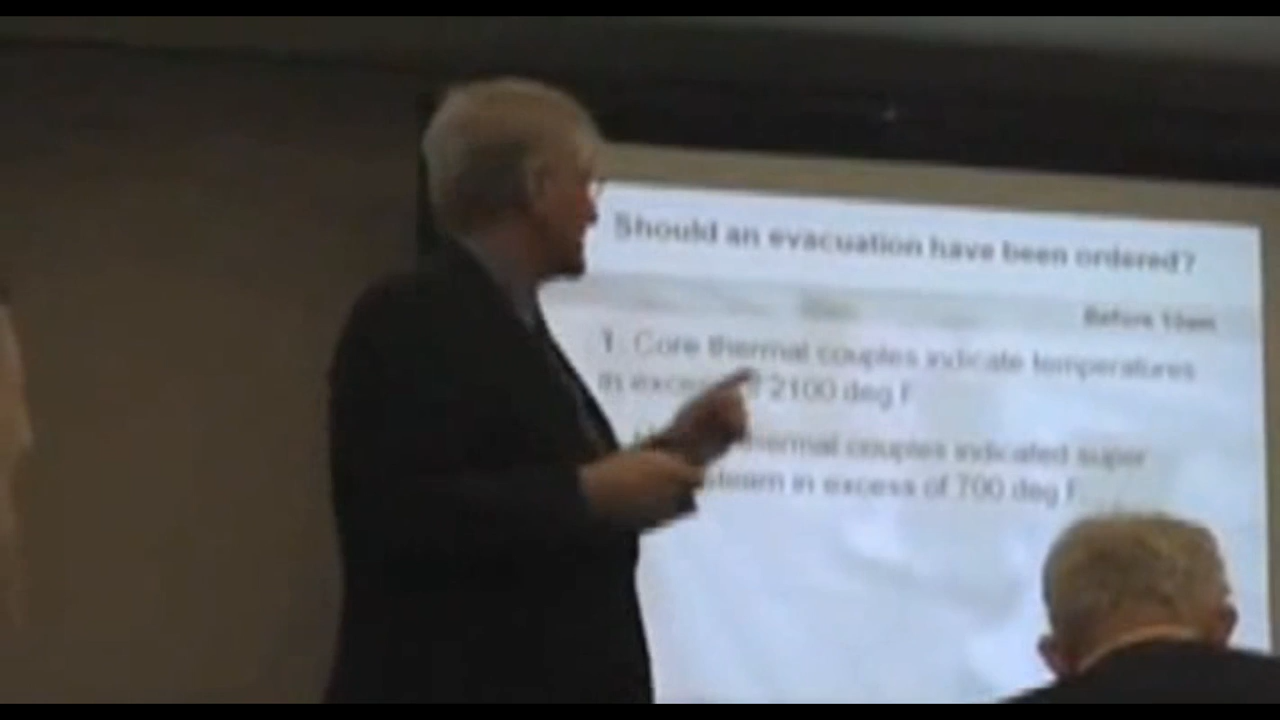 Should an evacuation have been ordered?
Before 10am
1. Core thermal couples indicate temperatures
in excess of 2100 deg F
thermal couples indicated super
steam in excess of 700 deg F